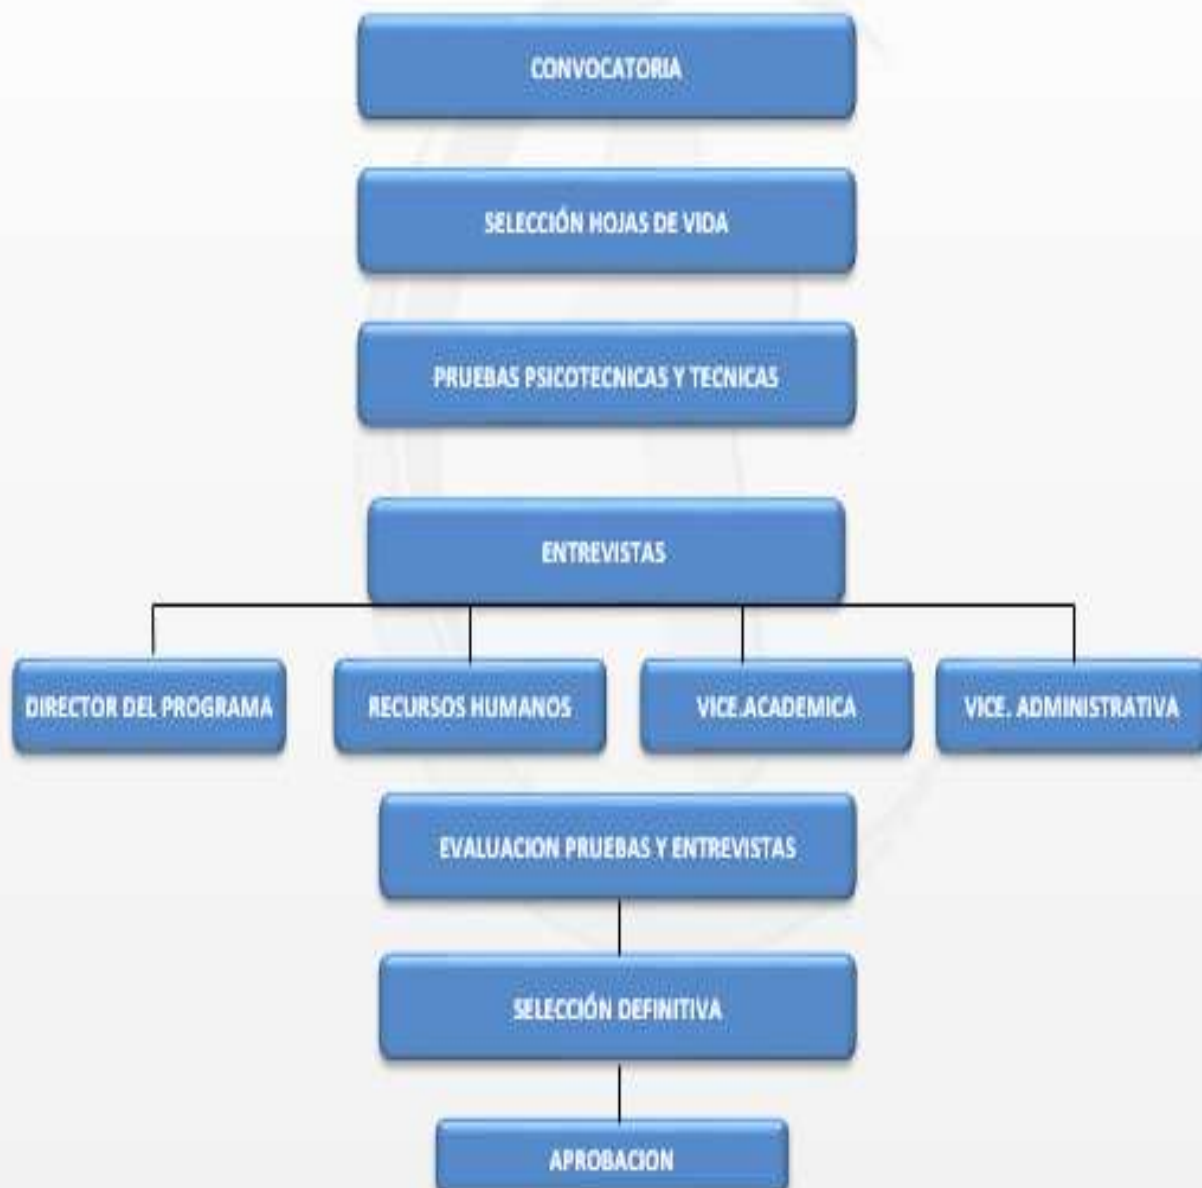 CONVOCATORIA
SELECCIÓN HOJAS DE VIDA
PRUEBAS PSICOTECNICAS Y TECNICAS
ENTREVISTAS
DIRECTOR DEL PROGRAMA
RECURSOS HUMANOS
VICE.ACADEMICA
VICE. ADMINISTRATIVA
EVALUACION PRUEBAS Y ENTREVISTAS
SELECCIÓN DEFINITIVA
APROBACION